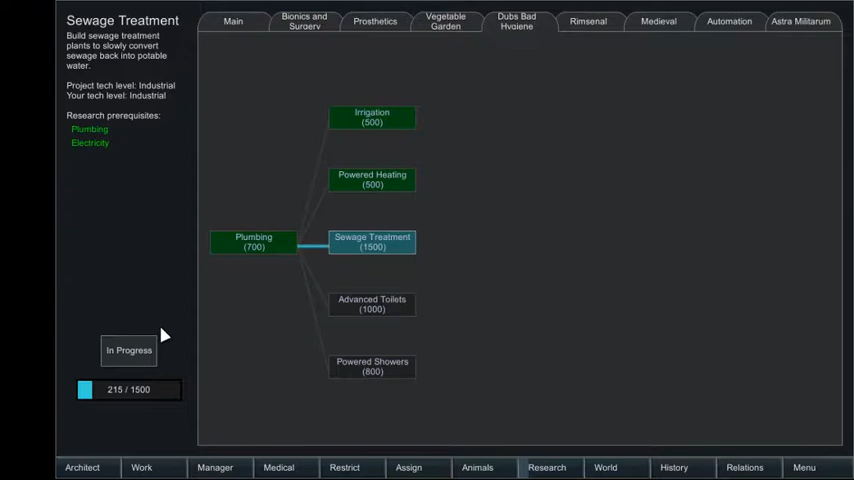 Sewage Treatment
Build sewage treatment
plants to slowly convert
sewage back into potable
water.
Project tech level: Industrial
Your tech level: Industrial
Research prerequisites:
Plumbing
Electricity
In Progress
215 / 1500
Main
Bionics and
Surgery
Prosthetics
Vegetable
Garden
Dubs Bad
Hygiene
Rimsenal
Medieval
Automation
Astra Militarum
Irrigation
(500)
Powered Heating
(500)
Plumbing
(700)
Sewage Treatment
(1500)
Advanced Toilets
(1000)
Powered Showers
(800)
Architect
Work
Manager
Medical
Restrict
Assign
Animals
Research
World
History
Relations
Menu